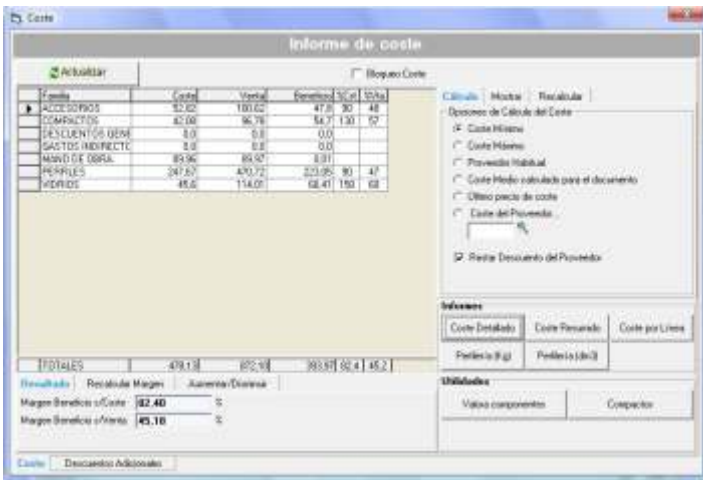 Coste
Informe de coste
Actualizar
Bloqueo Coste
Familia Coste Venta Beneficio %Cst %Vta
ACCESORIOS 52,82 100,62 47,8 90 48
COMPACTOS 42,08 96,78 54,7 130 57
DESCUENTOS GENE 0,0 0,0 0,0
GASTOS INDIRECTO 0,0 0,0 0,0
MANO DE OBRA 89,96 89,97 0,01
PERFILES 247,67 470,72 223,05 90 47
VIDRIOS 45,6 114,01 68,41 150 60
TOTALES 478,13 872,10 393,97 82,4 45,2
Resultado Recalcular Margen Aumenta/Disminui
Margen Beneficio s/Coste 82.40 %
Margen Beneficio s/Venta 45.18 %
Coste Descuentos Adicionales
Cálculo Mostrar Recalcular
Opciones de Cálculo del Coste
Coste Mínimo
Coste Máximo
Proveedor Habitual
Coste Medio calculado para el documento
Último precio de coste
Coste del Proveedor...
Restar Descuento del Proveedor
Informes
Coste Detallado Coste Resumido Coste por Línea
Perfilería (Kg) Perfilería (dm3)
Utilidades
Valora componentes Compactos